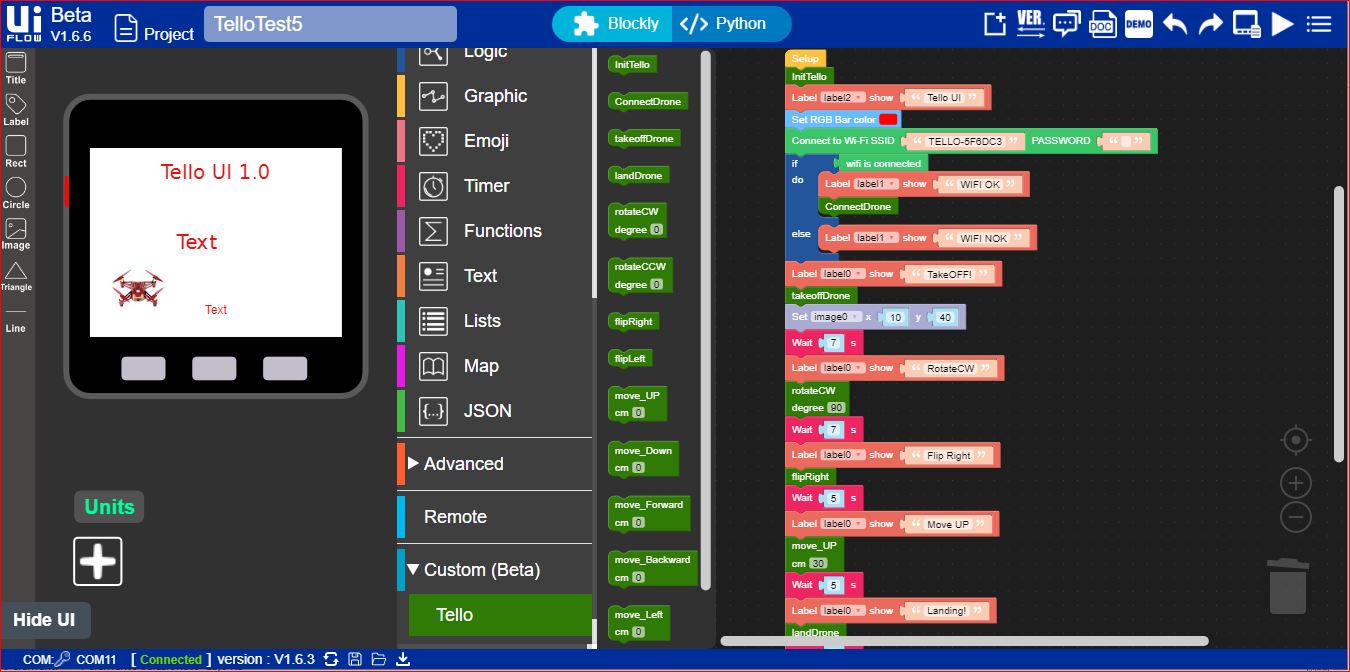 Ui
FLOW
Beta
V1.6.6
Project
TelloTest5
Blockly
</> Python
VER.
DOC
DEMO
Title
Label
Rect
Circle
Image
Triangle
Line
Tello UI 1.0
Text
Text
Units
Hide UI
Logic
Graphic
Emoji
Timer
Functions
Text
Lists
Map
JSON
Advanced
Remote
Custom (Beta)
Tello
InitTello
ConnectDrone
takeoffDrone
landDrone
rotateCW
degree 0
rotateCCW
degree 0
flipRight
flipLeft
move_UP
cm 0
move_Down
cm 0
move_Forward
cm 0
move_Backward
cm 0
move_Left
cm 0
Setup
InitTello
Label label2 show “ Tello UI ”
Set RGB Bar color
Connect to Wi-Fi SSID “ TELLO-5F6DC3 ” PASSWORD “ ”
if wifi is connected
do Label label1 show “ WIFI OK ”
ConnectDrone
else Label label1 show “ WIFI NOK ”
Label label0 show “ TakeOFF! ”
takeoffDrone
Set image0 x 10 y 40
Wait 7 s
Label label0 show “ RotateCW ”
rotateCW
degree 90
Wait 7 s
Label label0 show “ Flip Right ”
flipRight
Wait 5 s
Label label0 show “ Move UP ”
move_UP
cm 30
Wait 5 s
Label label0 show “ Landing! ”
landDrone
COM: COM11 [ Connected ] version : V1.6.3